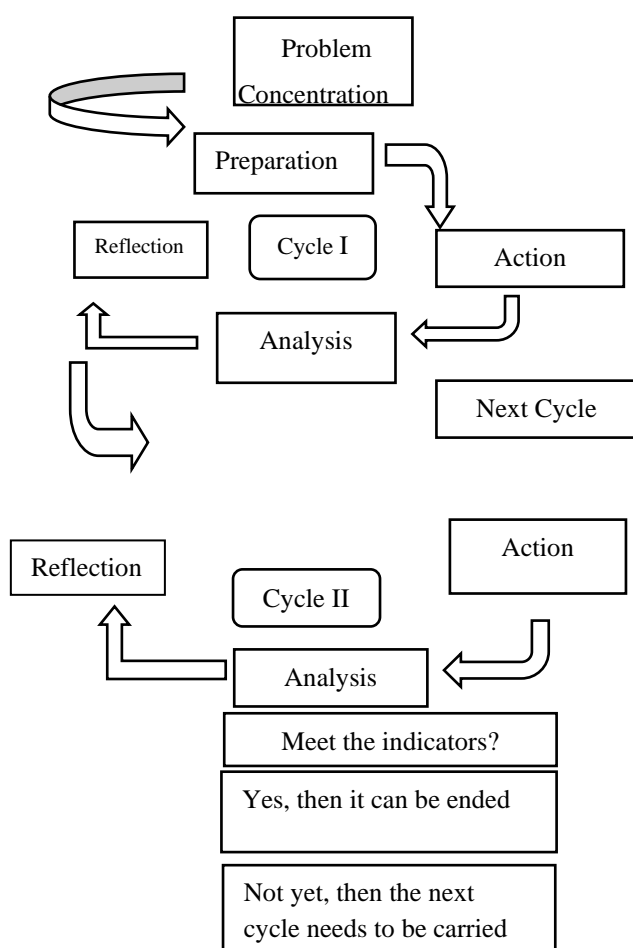 Problem
Concentration
Preparation
Reflection
Cycle I
Action
Analysis
Next Cycle
Reflection
Cycle II
Action
Analysis
Meet the indicators?
Yes, then it can be ended
Not yet, then the next
cycle needs to be carried